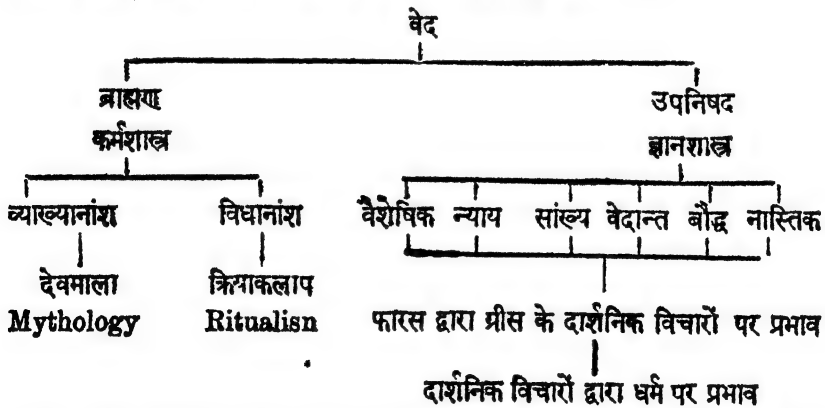 वेद
ब्राह्मण उपनिषद
कर्मशास्त्र ज्ञानशास्त्र
व्याख्यानांश विधानांश वैशेषिक न्याय सांख्य वेदान्त बौद्ध नास्तिक
देवमाला क्रियाकलाप
Mythology Ritualisn फारस द्वारा ग्रीस के दार्शनिक विचारों पर प्रभाव
दार्शनिक विचारों द्वारा धर्म पर प्रभाव